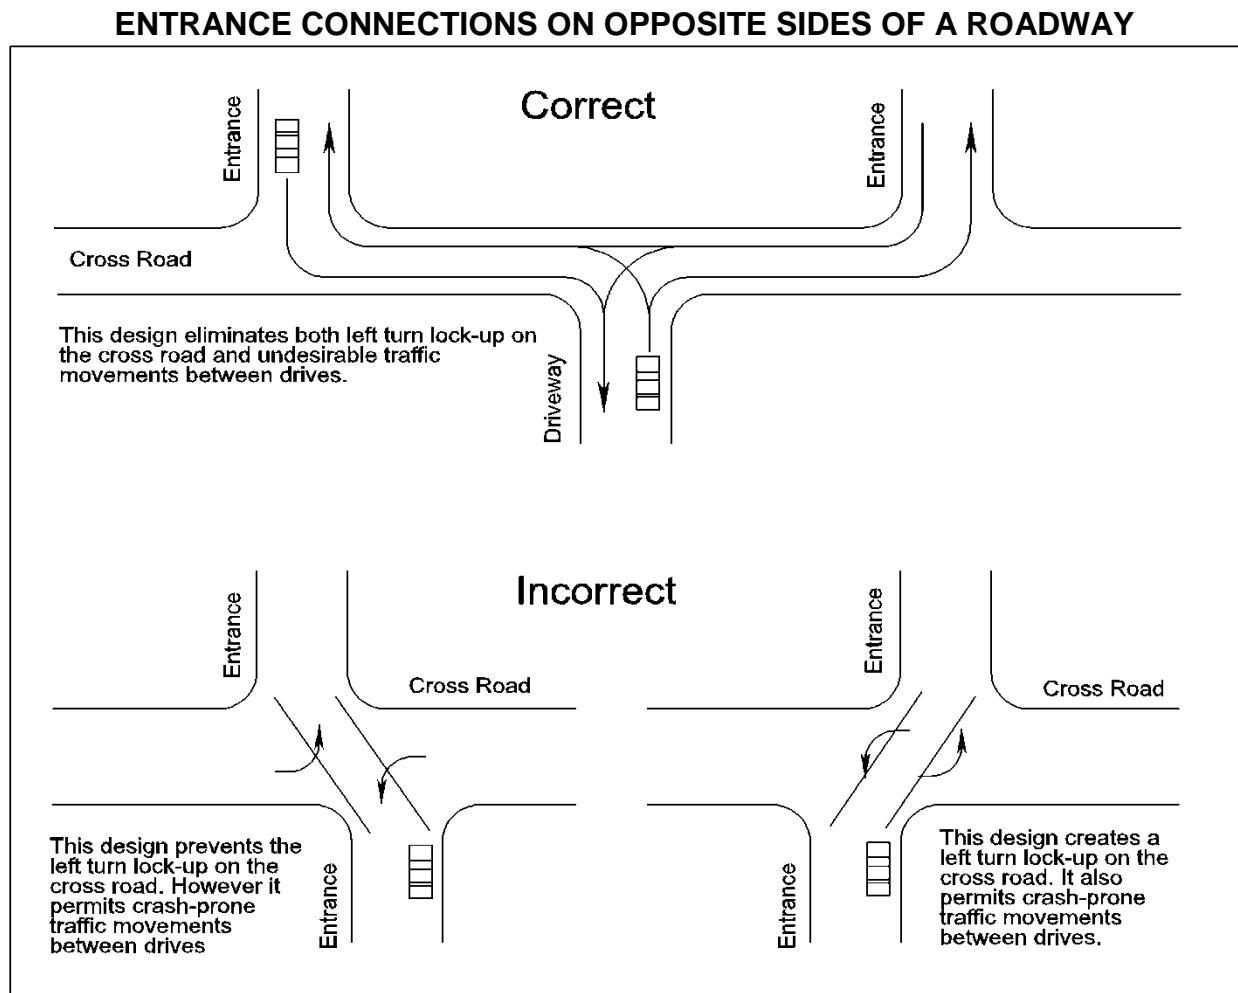 ENTRANCE CONNECTIONS ON OPPOSITE SIDES OF A ROADWAY
Correct
Entrance
Entrance
Cross Road
This design eliminates both left turn lock-up on
the cross road and undesirable traffic
movements between drives.
Driveway
Incorrect
Entrance
Entrance
Cross Road
Cross Road
This design prevents the
left turn lock-up on the
cross road. However it
permits crash-prone
traffic movements
between drives
Entrance
Entrance
This design creates a
left turn lock-up on the
cross road. It also
permits crash-prone
traffic movements
between drives.